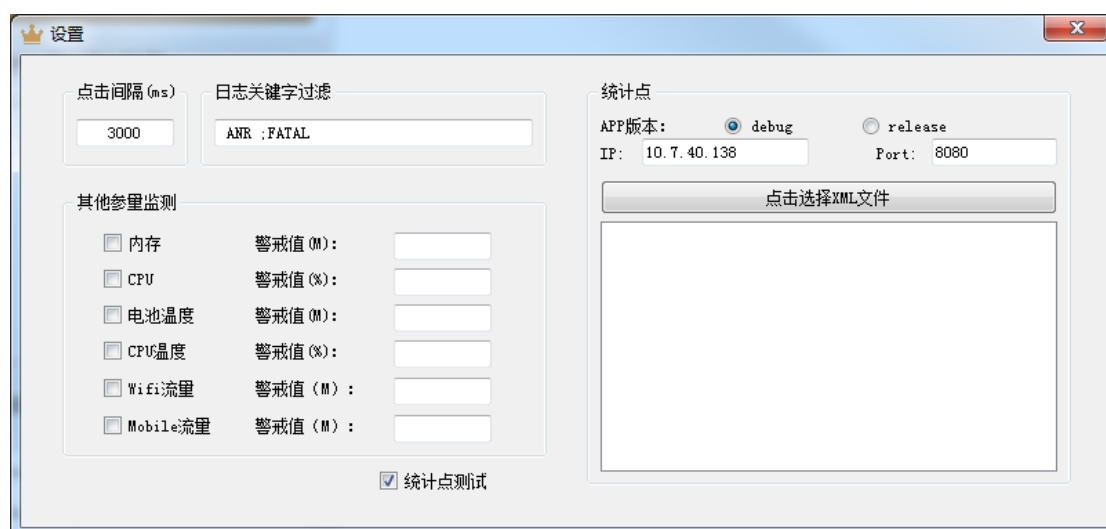 设置
点击间隔(ms)
3000
日志关键字过滤
ANR ;FATAL
其他参量监测
内存 警戒值(M):
CPU 警戒值(%):
电池温度 警戒值(M):
CPU温度 警戒值(%):
Wifi流量 警戒值（M）:
Mobile流量 警戒值（M）:
统计点测试
统计点
APP版本: debug release
IP: 10.7.40.138 Port: 8080
点击选择XML文件